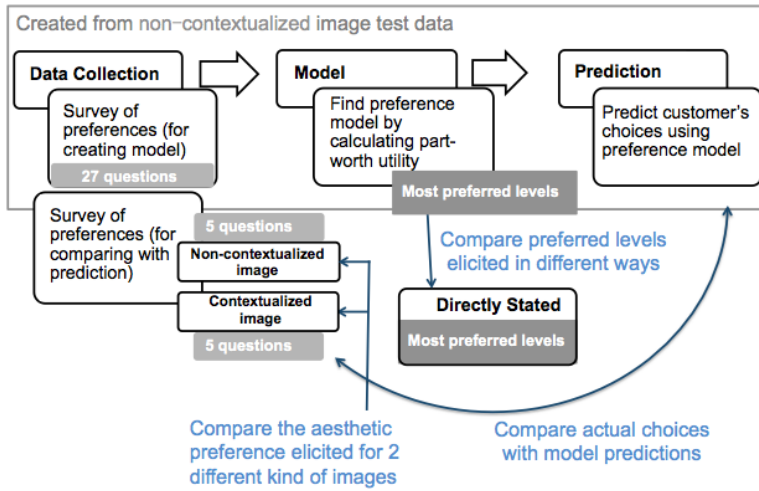 Created from non-contextualized image test data
Data Collection
Model
Prediction
Survey of
preferences (for
creating model)
27 questions
Find preference
model by
calculating part-
worth utility
Most preferred levels
Predict customer's
choices using
preference model
Survey of
preferences (for
comparing with
prediction)
5 questions
Non-contextualized
image
Contextualized
image
5 questions
Compare preferred levels
elicited in different ways
Directly Stated
Most preferred levels
Compare the aesthetic
preference elicited for 2
different kind of images
Compare actual choices
with model predictions